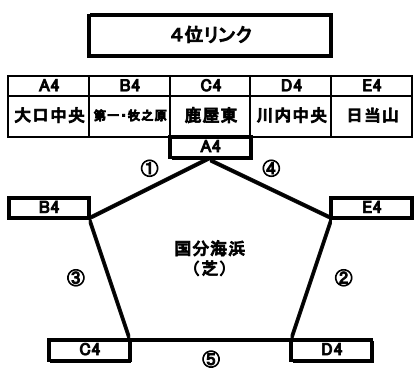 ４位リンク
A4 B4 C4 D4 E4
大口中央 第一・牧之原 鹿屋東 川内中央 日当山
A4
① ④
B4 E4
国分海浜
（芝）
③ ②
C4 D4
⑤